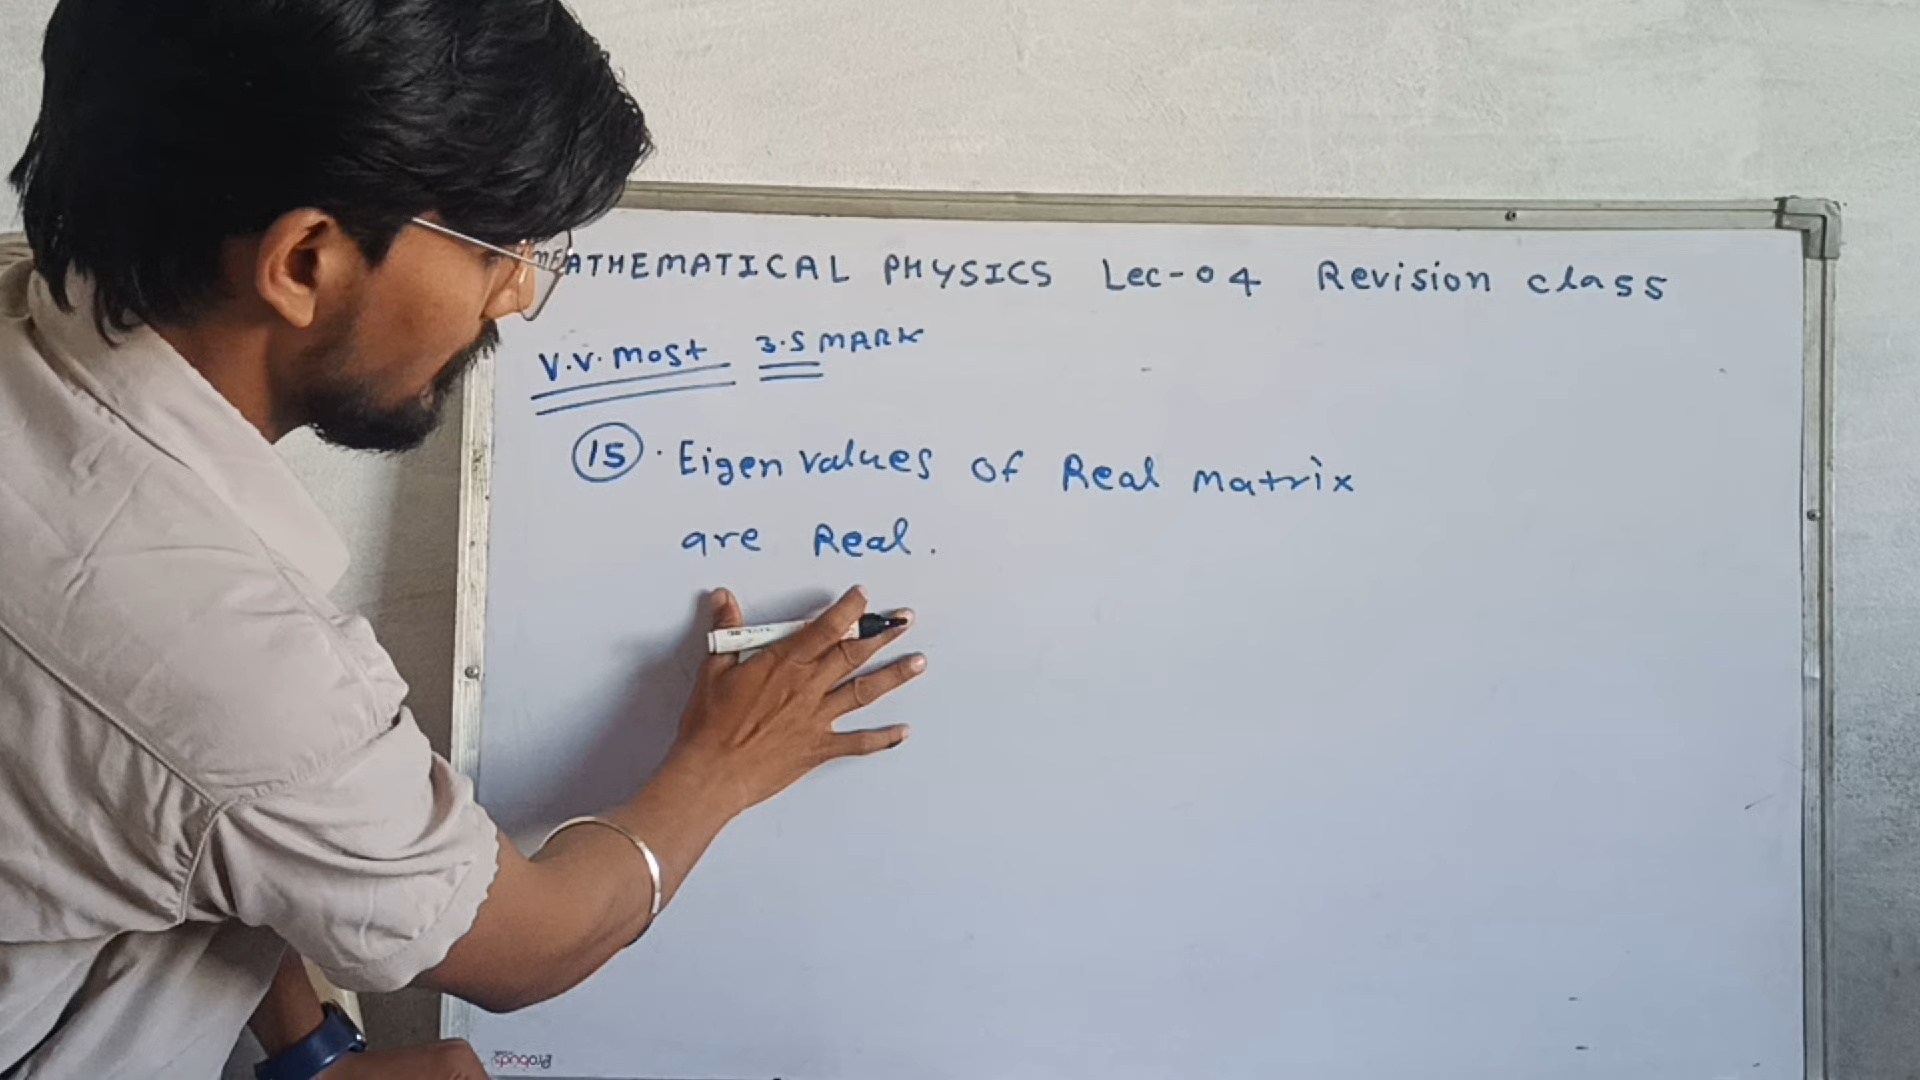 MATHEMATICAL PHYSICS Lec-04 Revision class
V.V. most 3.5 MARK
15 . Eigen values of Real matrix
are Real.